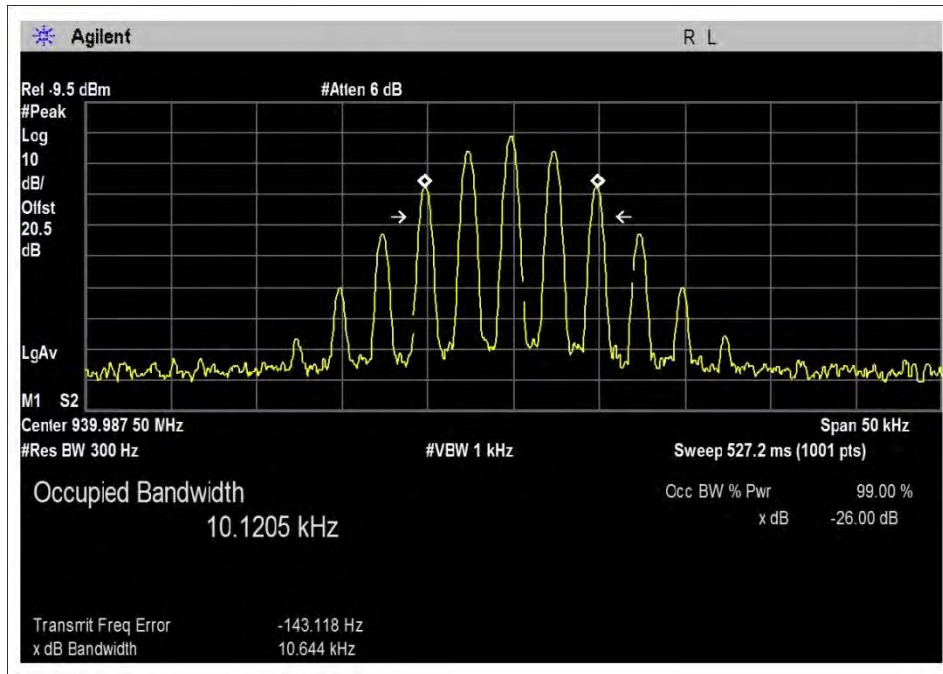 Agilent
R L
Ref -9.5 dBm
#Atten 6 dB
#Peak
Log
10
dB/
Offst
20.5
dB
LgAv
M1 S2
Center 939.987 50 MHz
Span 50 kHz
#Res BW 300 Hz
#VBW 1 kHz
Sweep 527.2 ms (1001 pts)
Occupied Bandwidth
10.1205 kHz
Occ BW % Pwr
99.00 %
x dB
-26.00 dB
Transmit Freq Error
-143.118 Hz
x dB Bandwidth
10.644 kHz